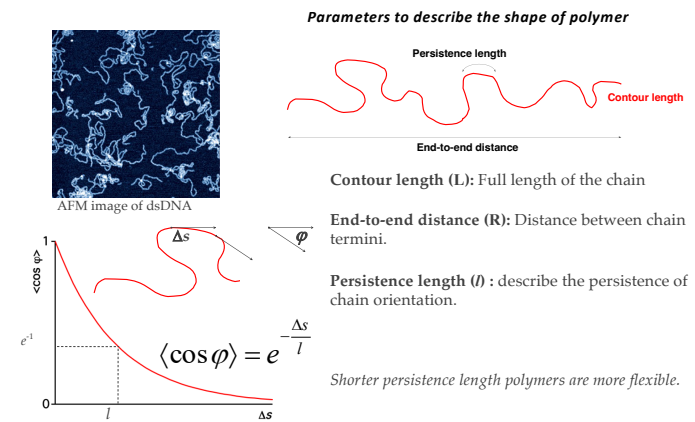 Parameters to describe the shape of polymer
Persistence length
Contour length
End-to-end distance
AFM image of dsDNA
Contour length (L): Full length of the chain
End-to-end distance (R): Distance between chain
termini.
Persistence length (l) : describe the persistence of
chain orientation.
Shorter persistence length polymers are more flexible.
Δs
φ
1
<cos φ>
e⁻¹
⟨cos φ⟩ = e^{-Δs/l}
0
l
Δs